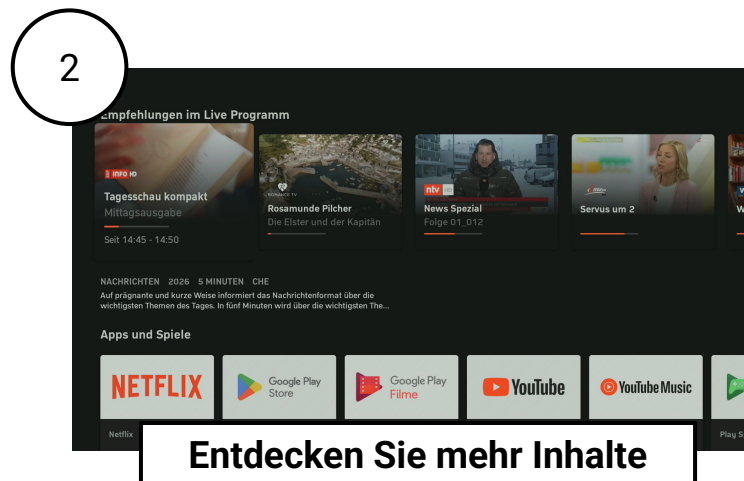 2
Empfehlungen im Live Programm
INFO HD
Tagesschau kompakt
Mittagsausgabe
Seit 14:45 - 14:50
ROMANCE TV
Rosamunde Pilcher
Die Elster und der Kapitän
ntv HD
News Spezial
Folge 01_012
Servus um 2
W
NACHRICHTEN 2026 5 MINUTEN CHE
Auf prägnante und kurze Weise informiert das Nachrichtenformat über die
wichtigsten Themen des Tages. In fünf Minuten wird über die wichtigsten The...
Apps und Spiele
NETFLIX
Google Play
Store
Google Play
Filme
YouTube
YouTube Music
Netflix
Play S
Entdecken Sie mehr Inhalte